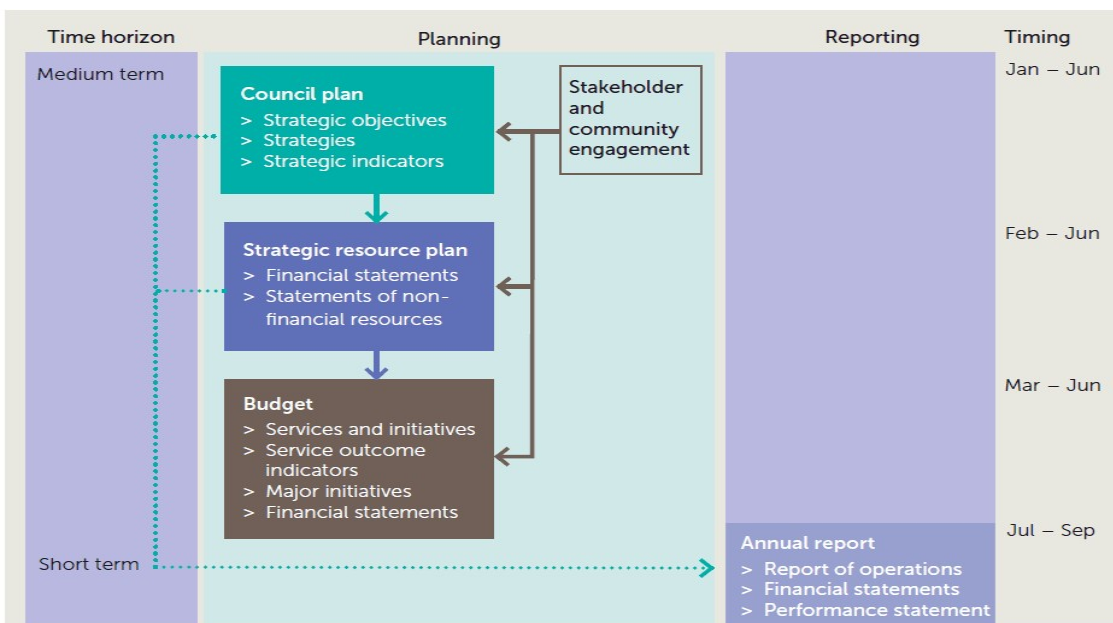 Time horizon
Planning
Reporting
Timing
Medium term
Jan – Jun
Council plan
> Strategic objectives
> Strategies
> Strategic indicators
Stakeholder
and
community
engagement
Feb – Jun
Strategic resource plan
> Financial statements
> Statements of non-
financial resources
Mar – Jun
Budget
> Services and initiatives
> Service outcome
indicators
> Major initiatives
> Financial statements
Jul – Sep
Short term
Annual report
> Report of operations
> Financial statements
> Performance statement